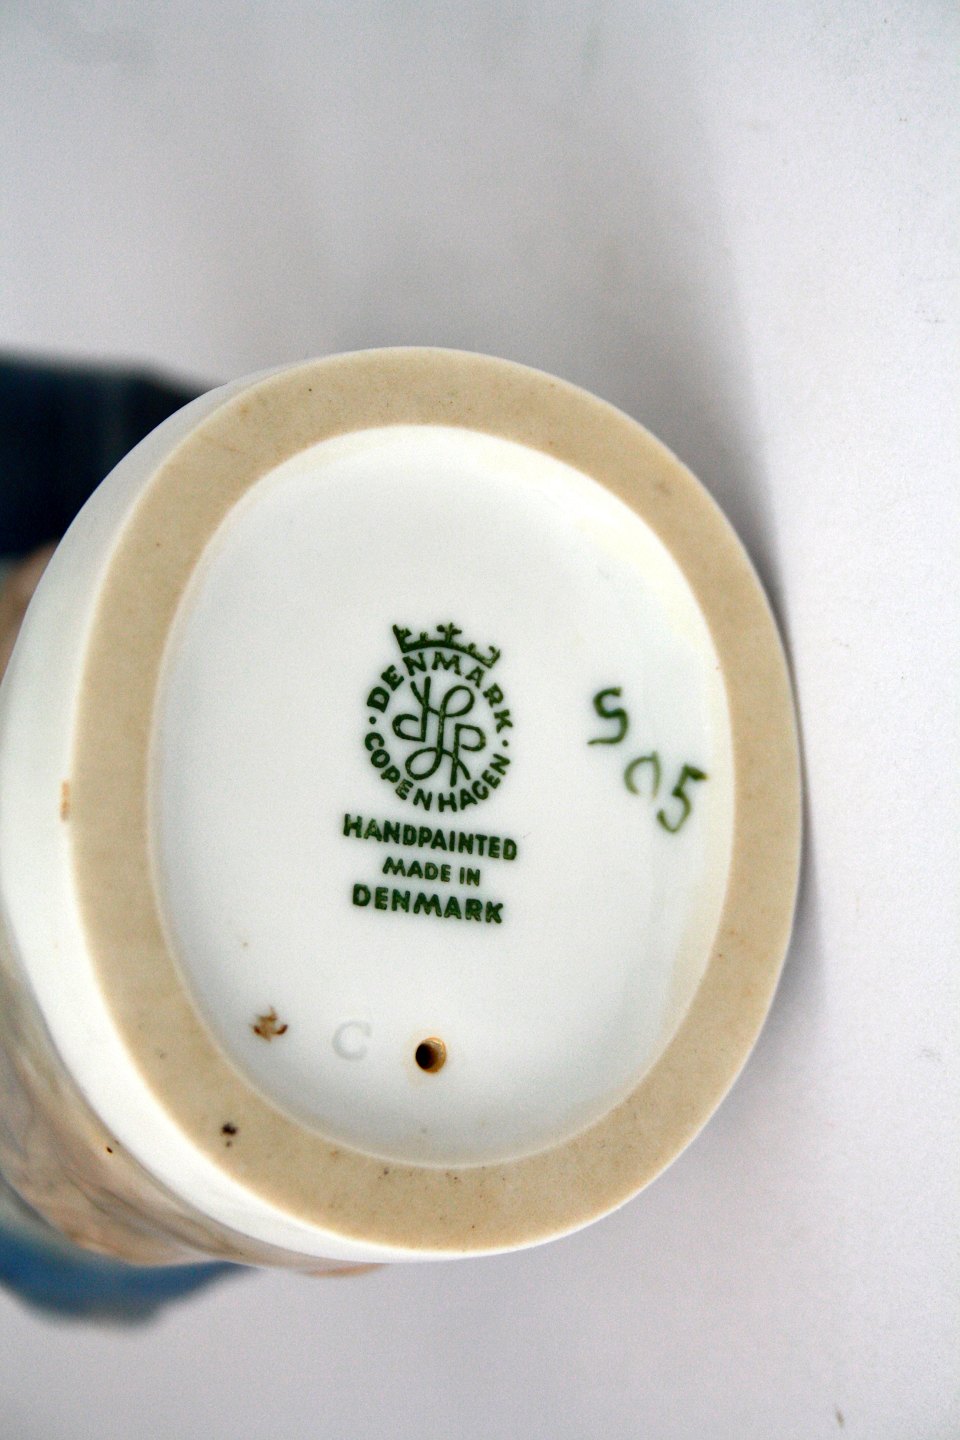 DENMARK
COPENHAGEN
HANDPAINTED
MADE IN
DENMARK
S 05
C